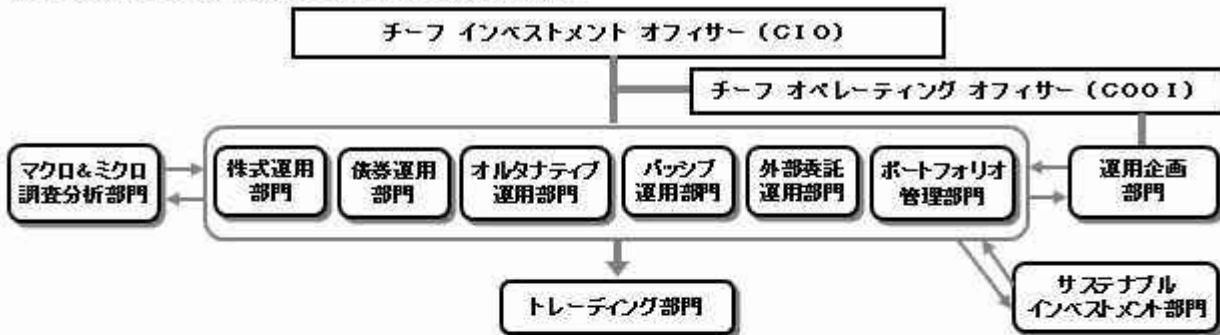 チーフ インベストメント オフィサー（CIO）
チーフ オペレーティング オフィサー（COOI）
マクロ&ミクロ
調査分析部門
株式運用
部門
債券運用
部門
オルタナティブ
運用部門
パッシブ
運用部門
外部委託
運用部門
ポートフォリオ
管理部門
運用企画
部門
トレーディング部門
サステナブル
インベストメント部門